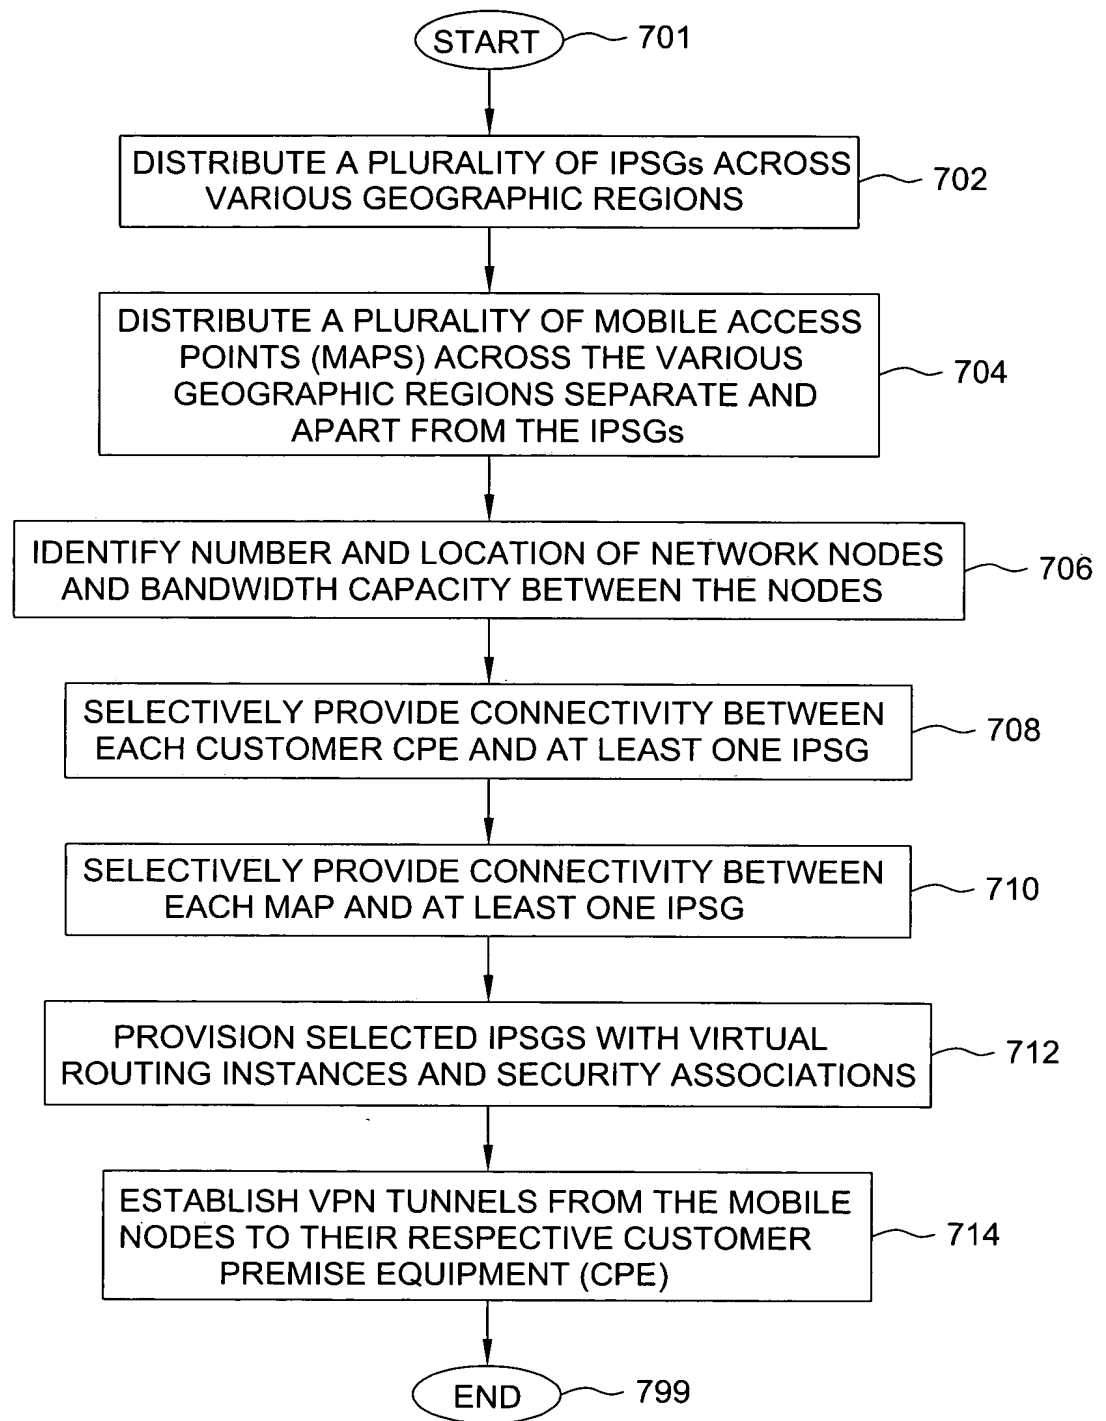 START
701
DISTRIBUTE A PLURALITY OF IPSGs ACROSS
VARIOUS GEOGRAPHIC REGIONS
702
DISTRIBUTE A PLURALITY OF MOBILE ACCESS
POINTS (MAPS) ACROSS THE VARIOUS
GEOGRAPHIC REGIONS SEPARATE AND
APART FROM THE IPSGs
704
IDENTIFY NUMBER AND LOCATION OF NETWORK NODES
AND BANDWIDTH CAPACITY BETWEEN THE NODES
706
SELECTIVELY PROVIDE CONNECTIVITY BETWEEN
EACH CUSTOMER CPE AND AT LEAST ONE IPSG
708
SELECTIVELY PROVIDE CONNECTIVITY BETWEEN
EACH MAP AND AT LEAST ONE IPSG
710
PROVISION SELECTED IPSGS WITH VIRTUAL
ROUTING INSTANCES AND SECURITY ASSOCIATIONS
712
ESTABLISH VPN TUNNELS FROM THE MOBILE
NODES TO THEIR RESPECTIVE CUSTOMER
PREMISE EQUIPMENT (CPE)
714
END
799